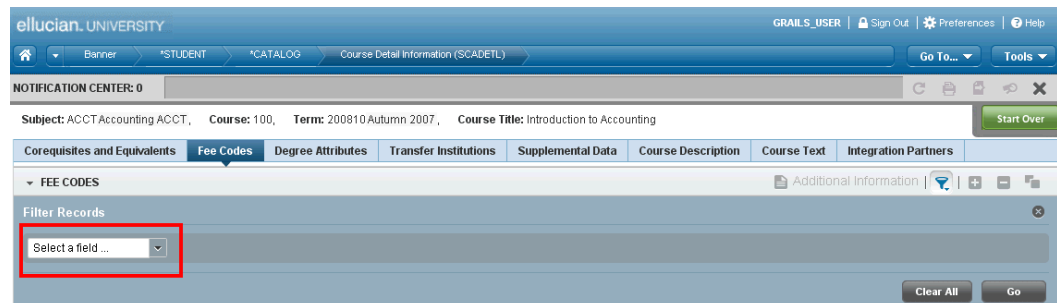 ellucian. UNIVERSITY
GRAILS_USER | Sign Out | Preferences | Help
Banner *STUDENT *CATALOG Course Detail Information (SCADETL) Go To... Tools
NOTIFICATION CENTER: 0
Subject: ACCT Accounting ACCT, Course: 100, Term: 200810 Autumn 2007, Course Title: Introduction to Accounting Start Over
Corequisites and Equivalents Fee Codes Degree Attributes Transfer Institutions Supplemental Data Course Description Course Text Integration Partners
FEE CODES Additional Information
Filter Records
Select a field ...
Clear All Go